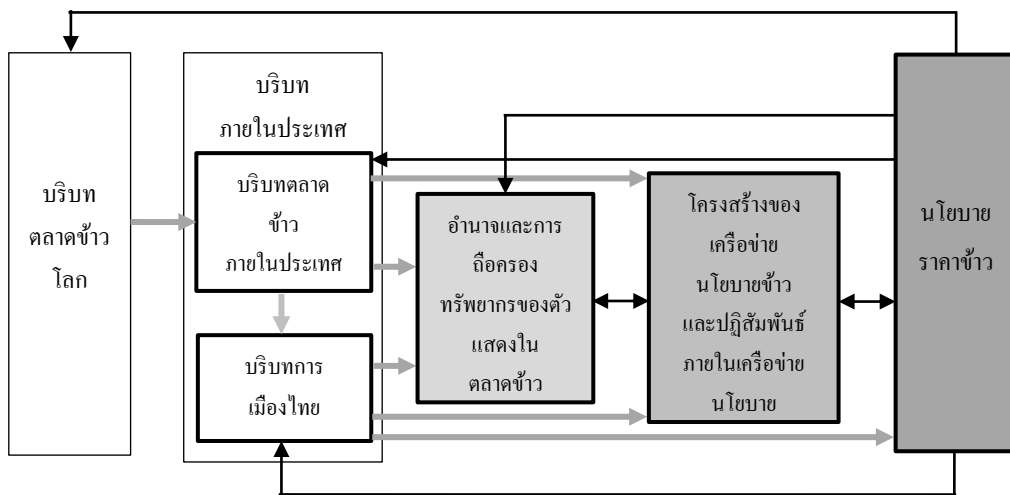 บริบท
ตลาดข้าว
โลก
บริบท
ภายในประเทศ
บริบทตลาด
ข้าว
ภายในประเทศ
บริบทการ
เมืองไทย
อำนาจและการ
ถือครอง
ทรัพยากรของตัว
แสดงใน
ตลาดข้าว
โครงสร้างของ
เครือข่าย
นโยบายข้าว
และปฏิสัมพันธ์
ภายในเครือข่าย
นโยบาย
นโยบาย
ราคาข้าว